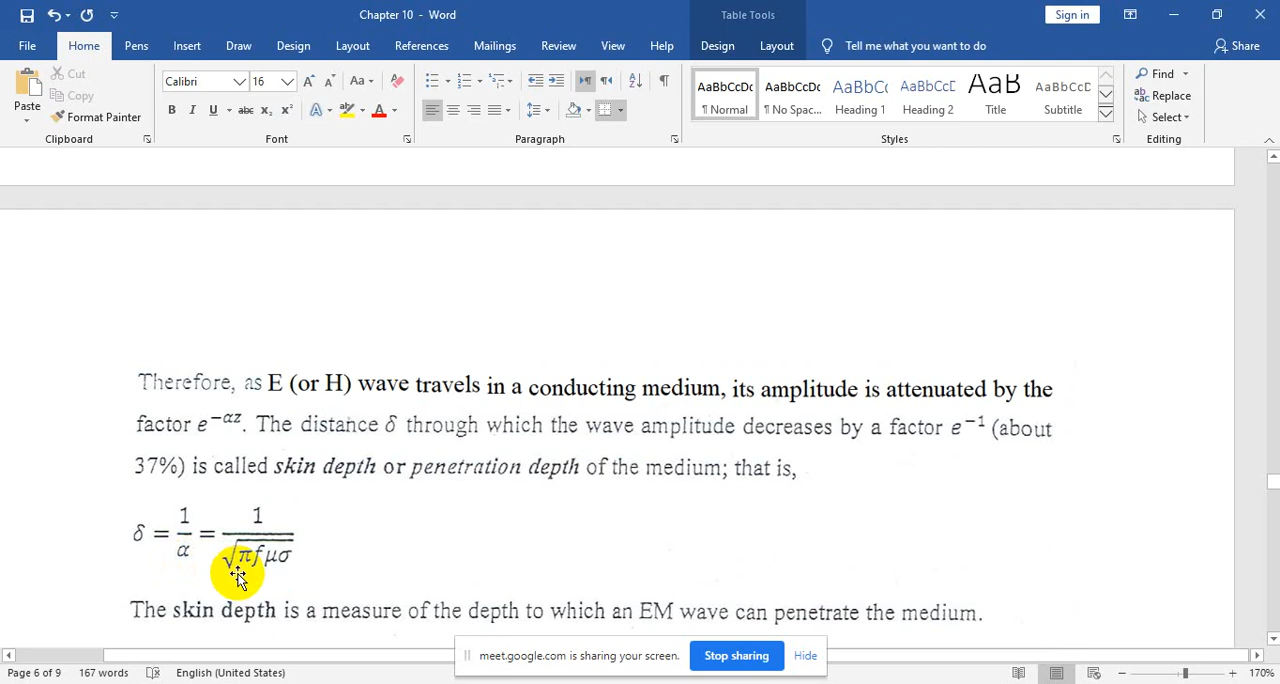 Chapter 10 - Word
Table Tools
Sign in
File Home Pens Insert Draw Design Layout References Mailings Review View Help Design Layout Tell me what you want to do Share
Paste
Cut
Copy
Format Painter
Clipboard
Calibri 16
Aa
B I U abc x₂ x² A A
Font
Paragraph
AaBbCcDc AaBbCcDc AaBbCc AaBbCcD AaB AaBbCcD
¶ Normal ¶ No Spac... Heading 1 Heading 2 Title Subtitle
Styles
Find
Replace
Select
Editing
Therefore, as E (or H) wave travels in a conducting medium, its amplitude is attenuated by the
factor e^{-αz}. The distance δ through which the wave amplitude decreases by a factor e^{-1} (about
37%) is called skin depth or penetration depth of the medium; that is,
δ = 1/α = 1/√πfμσ
The skin depth is a measure of the depth to which an EM wave can penetrate the medium.
meet.google.com is sharing your screen. Stop sharing Hide
Page 6 of 9 167 words English (United States) 170%